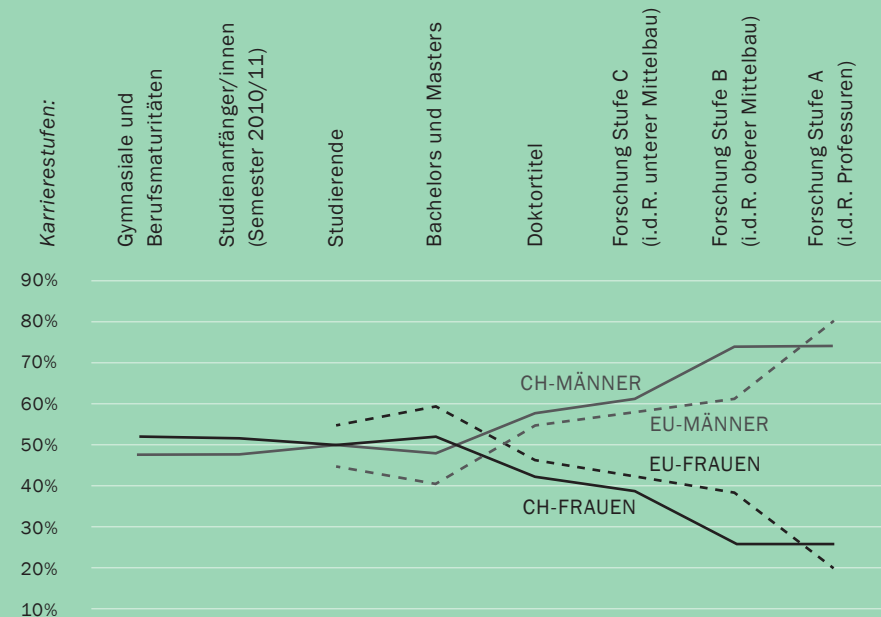 Karrierestufen:
Gymnasiale und
Berufsmaturitäten
Studienanfänger/innen
(Semester 2010/11)
Studierende
Bachelors und Masters
Doktortitel
Forschung Stufe C
(i.d.R. unterer Mittelbau)
Forschung Stufe B
(i.d.R. oberer Mittelbau)
Forschung Stufe A
(i.d.R. Professuren)
90%
80%
70%
60%
50%
40%
30%
20%
10%
CH-MÄNNER
EU-MÄNNER
EU-FRAUEN
CH-FRAUEN